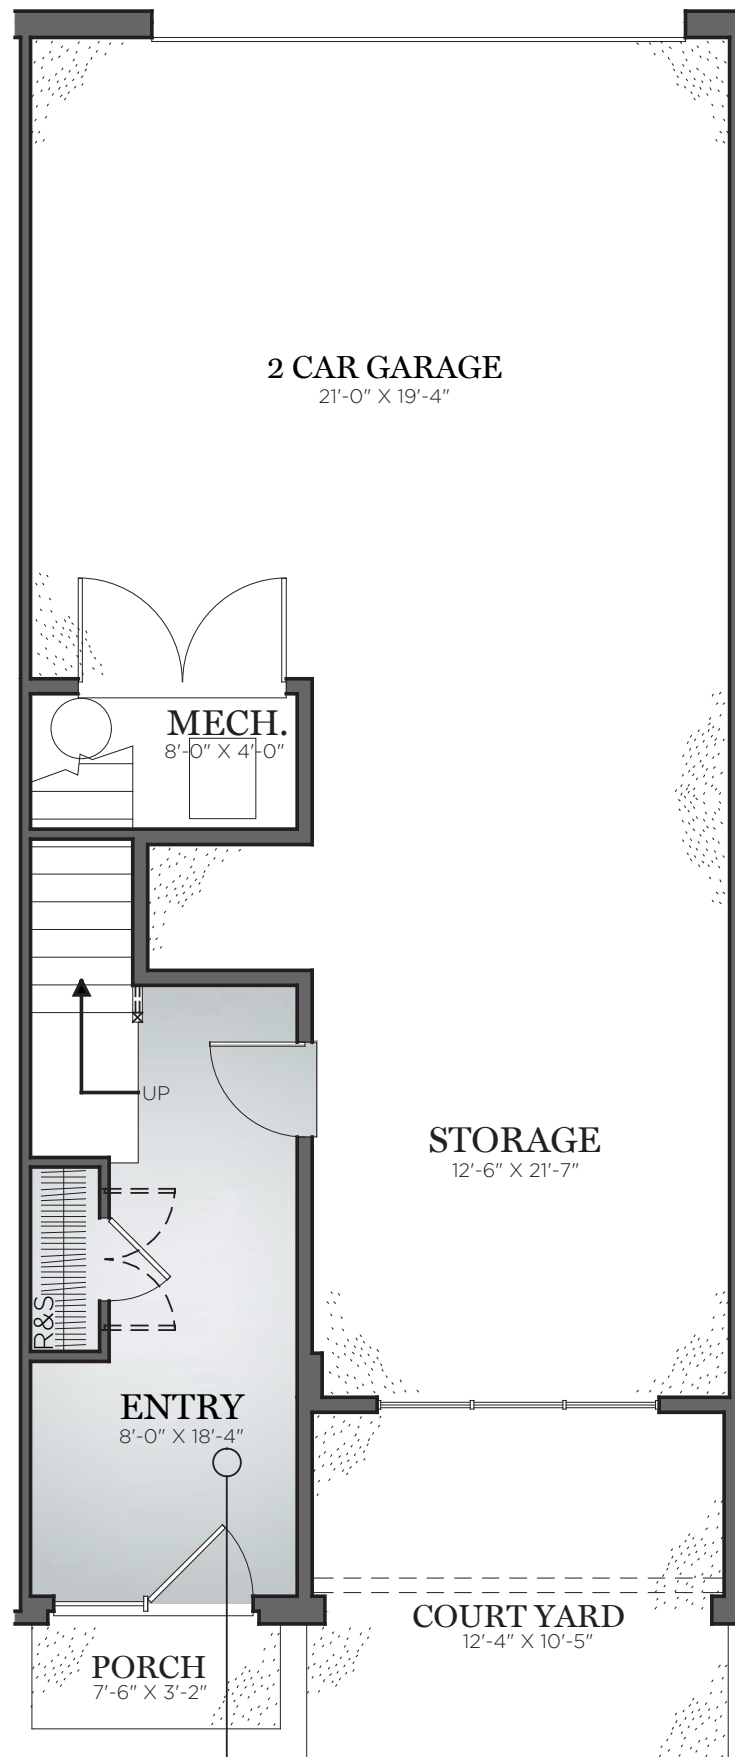 2 CAR GARAGE
21'-0" X 19'-4"
MECH.
8'-0" X 4'-0"
UP
STORAGE
12'-6" X 21'-7"
R&S
ENTRY
8'-0" X 18'-4"
COURT YARD
12'-4" X 10'-5"
PORCH
7'-6" X 3'-2"